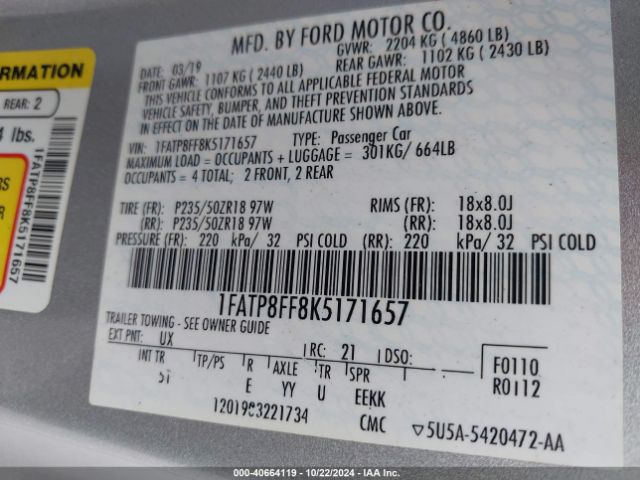 MFD. BY FORD MOTOR CO.
DATE: 03/19
GVWR: 2204 KG ( 4860 LB)
FRONT GAWR: 1107 KG ( 2440 LB)
REAR GAWR: 1102 KG ( 2430 LB)
THIS VEHICLE CONFORMS TO ALL APPLICABLE FEDERAL MOTOR
VEHICLE SAFETY, BUMPER, AND THEFT PREVENTION STANDARDS
IN EFFECT ON THE DATE OF MANUFACTURE SHOWN ABOVE.
VIN: 1FATP8FF8K5171657
TYPE: Passenger Car
MAXIMUM LOAD = OCCUPANTS + LUGGAGE = 301KG/ 664LB
OCCUPANTS = 4 TOTAL; 2 FRONT, 2 REAR
TIRE (FR): P235/50ZR18 97W RIMS (FR): 18x8.0J
(RR): P235/50ZR18 97W (RR): 18x8.0J
PRESSURE (FR): 220 kPa/ 32 PSI COLD (RR): 220 kPa/ 32 PSI COLD
1FATP8FF8K5171657
TRAILER TOWING - SEE OWNER GUIDE
EXT PNT: UX RC: 21 DSO:
F0110
R0112
INT TR TP/PS R AXLE TR SPR
E YY U EEKK
CMC
▽5U5A-5420472-AA
ORMATION
REAR: 2
lbs.
1FATP8FF8K5171657
000-40664119 - 10/22/2024 - IAAI.COM